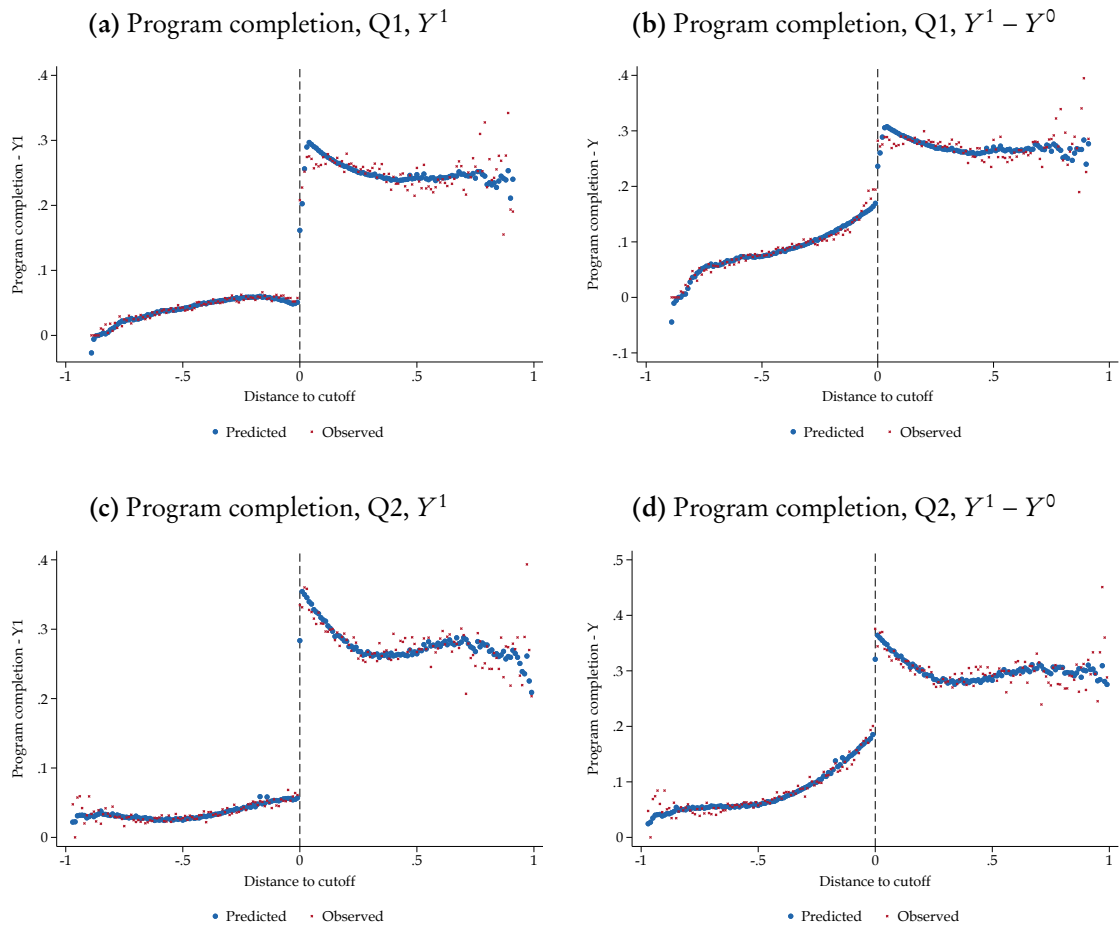 (a) Program completion, Q1, Y¹
.4
.3
.2
.1
0
Program completion - Y1
-1
-.5
0
.5
1
Distance to cutoff
Predicted
Observed
(b) Program completion, Q1, Y¹ – Y⁰
.4
.3
.2
.1
0
-.1
Program completion - Y
-1
-.5
0
.5
1
Distance to cutoff
Predicted
Observed
(c) Program completion, Q2, Y¹
.4
.3
.2
.1
0
Program completion - Y1
-1
-.5
0
.5
1
Distance to cutoff
Predicted
Observed
(d) Program completion, Q2, Y¹ – Y⁰
.5
.4
.3
.2
.1
0
Program completion - Y
-1
-.5
0
.5
1
Distance to cutoff
Predicted
Observed